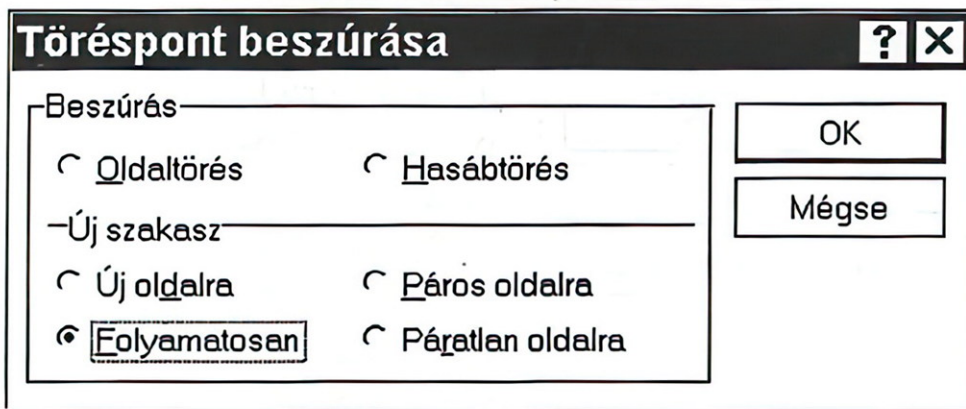 Töréspont beszúrása ? X
Beszúrás
Oldaltörés Hasábtörés
OK
Mégse
Új szakasz
Új oldalra Páros oldalra
Folyamatosan Páratlan oldalra